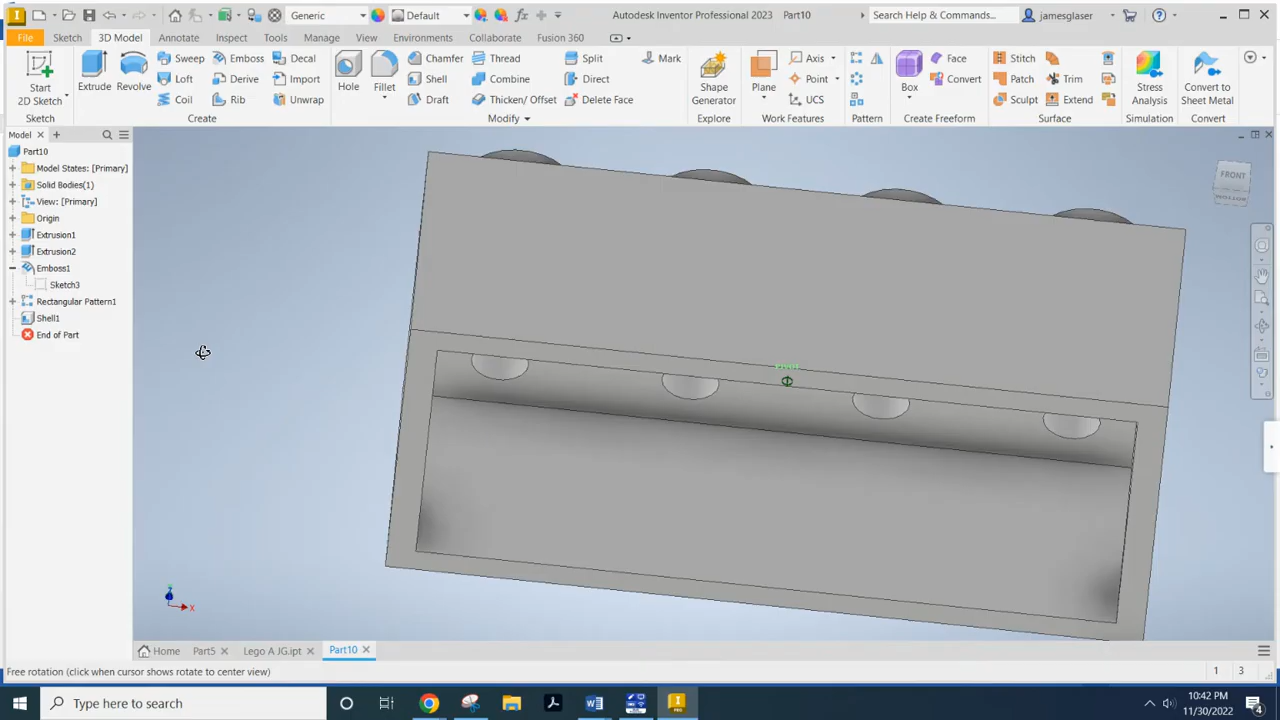 Generic
Default
Autodesk Inventor Professional 2023 Part10
Search Help & Commands...
jamesglaser
File Sketch 3D Model Annotate Inspect Tools Manage View Environments Collaborate Fusion 360
Start
2D Sketch
Extrude
Revolve
Sweep
Loft
Coil
Emboss
Derive
Rib
Decal
Import
Unwrap
Hole
Fillet
Chamfer
Shell
Draft
Thread
Combine
Thicken/ Offset
Split
Direct
Delete Face
Mark
Shape
Generator
Plane
Axis
Point
UCS
Box
Face
Convert
Stitch
Patch
Sculpt
Trim
Extend
Stress
Analysis
Convert to
Sheet Metal
Sketch Create Modify Explore Work Features Pattern Create Freeform Surface Simulation Convert
Model
Part10
Model States: [Primary]
Solid Bodies(1)
View: [Primary]
Origin
Extrusion1
Extrusion2
Emboss1
Sketch3
Rectangular Pattern1
Shell1
End of Part
FRONT
Z
X
Home Part5 Lego A JG.ipt Part10
Free rotation (click when cursor shows rotate to center view)
1 3
Type here to search
10:42 PM
11/30/2022
4